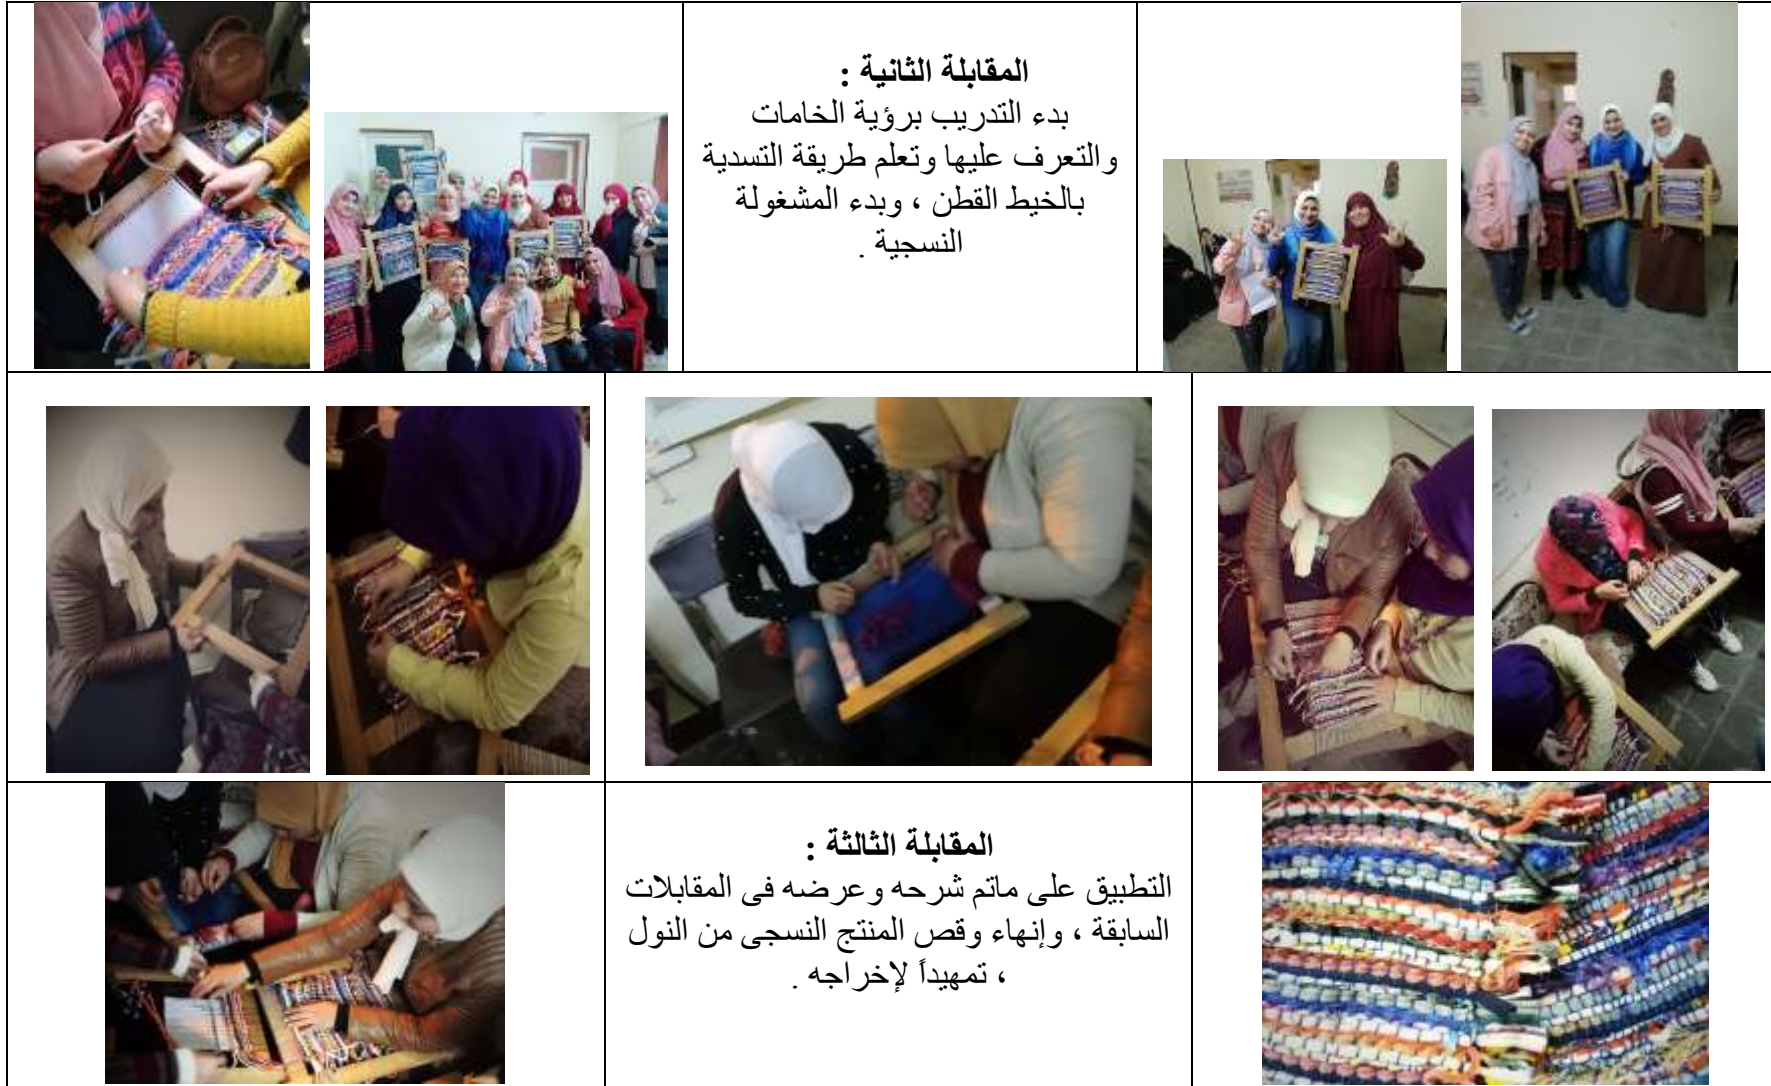 المقابلة الثانية :
بدء التدريب برؤية الخامات
والتعرف عليها وتعلم طريقة التسدية
بالخيط القطن ، وبدء المشغولة
النسجية .
المقابلة الثالثة :
التطبيق على ماتم شرحه وعرضه فى المقابلات
السابقة ، وإنهاء وقص المنتج النسجى من النول
، تمهيداً لإخراجه .